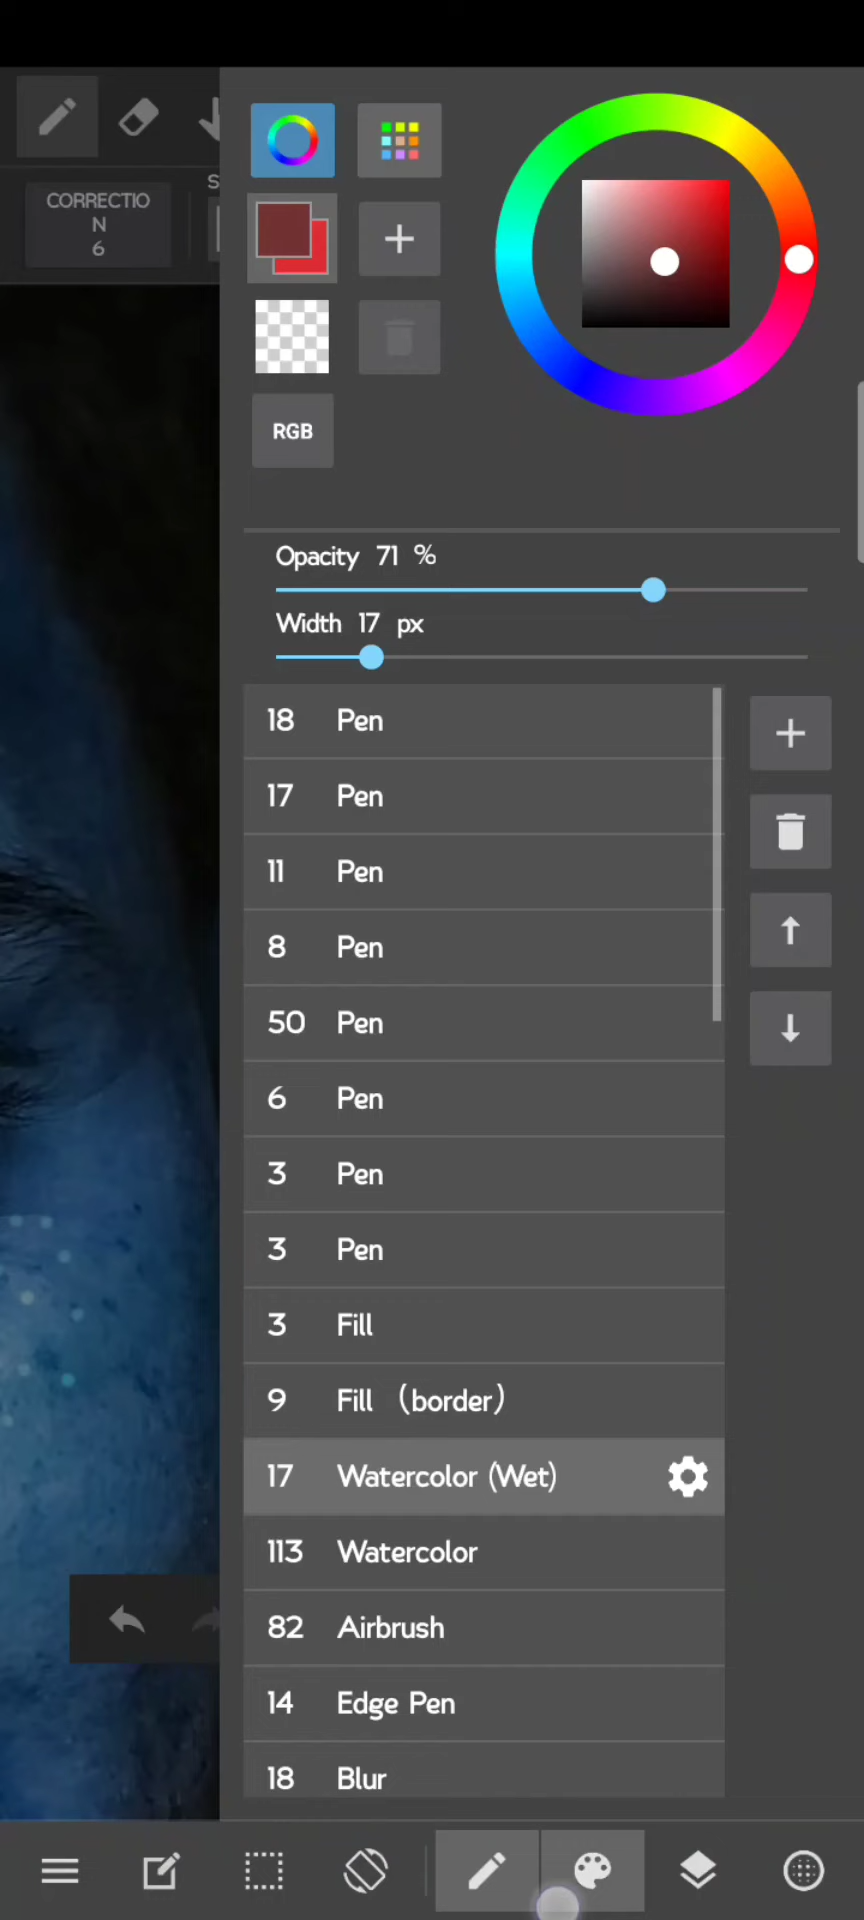 CORRECTIO
N
6
S
RGB
Opacity 71 %
Width 17 px
18 Pen
17 Pen
11 Pen
8 Pen
50 Pen
6 Pen
3 Pen
3 Pen
3 Fill
9 Fill (border)
17 Watercolor (Wet)
113 Watercolor
82 Airbrush
14 Edge Pen
18 Blur